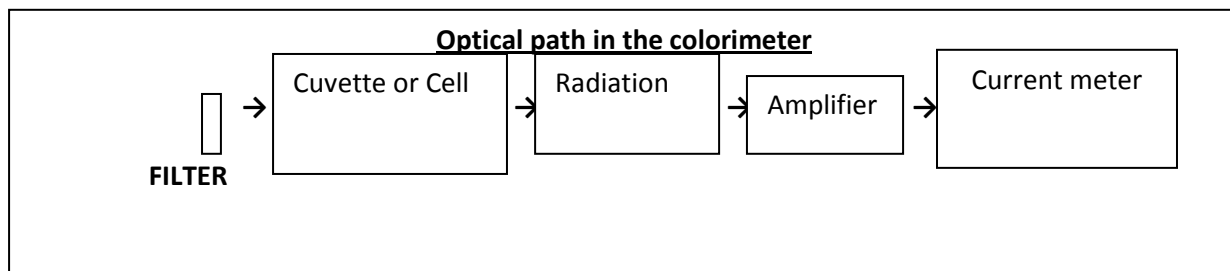 Optical path in the colorimeter
Cuvette or Cell → Radiation → Amplifier → Current meter
FILTER